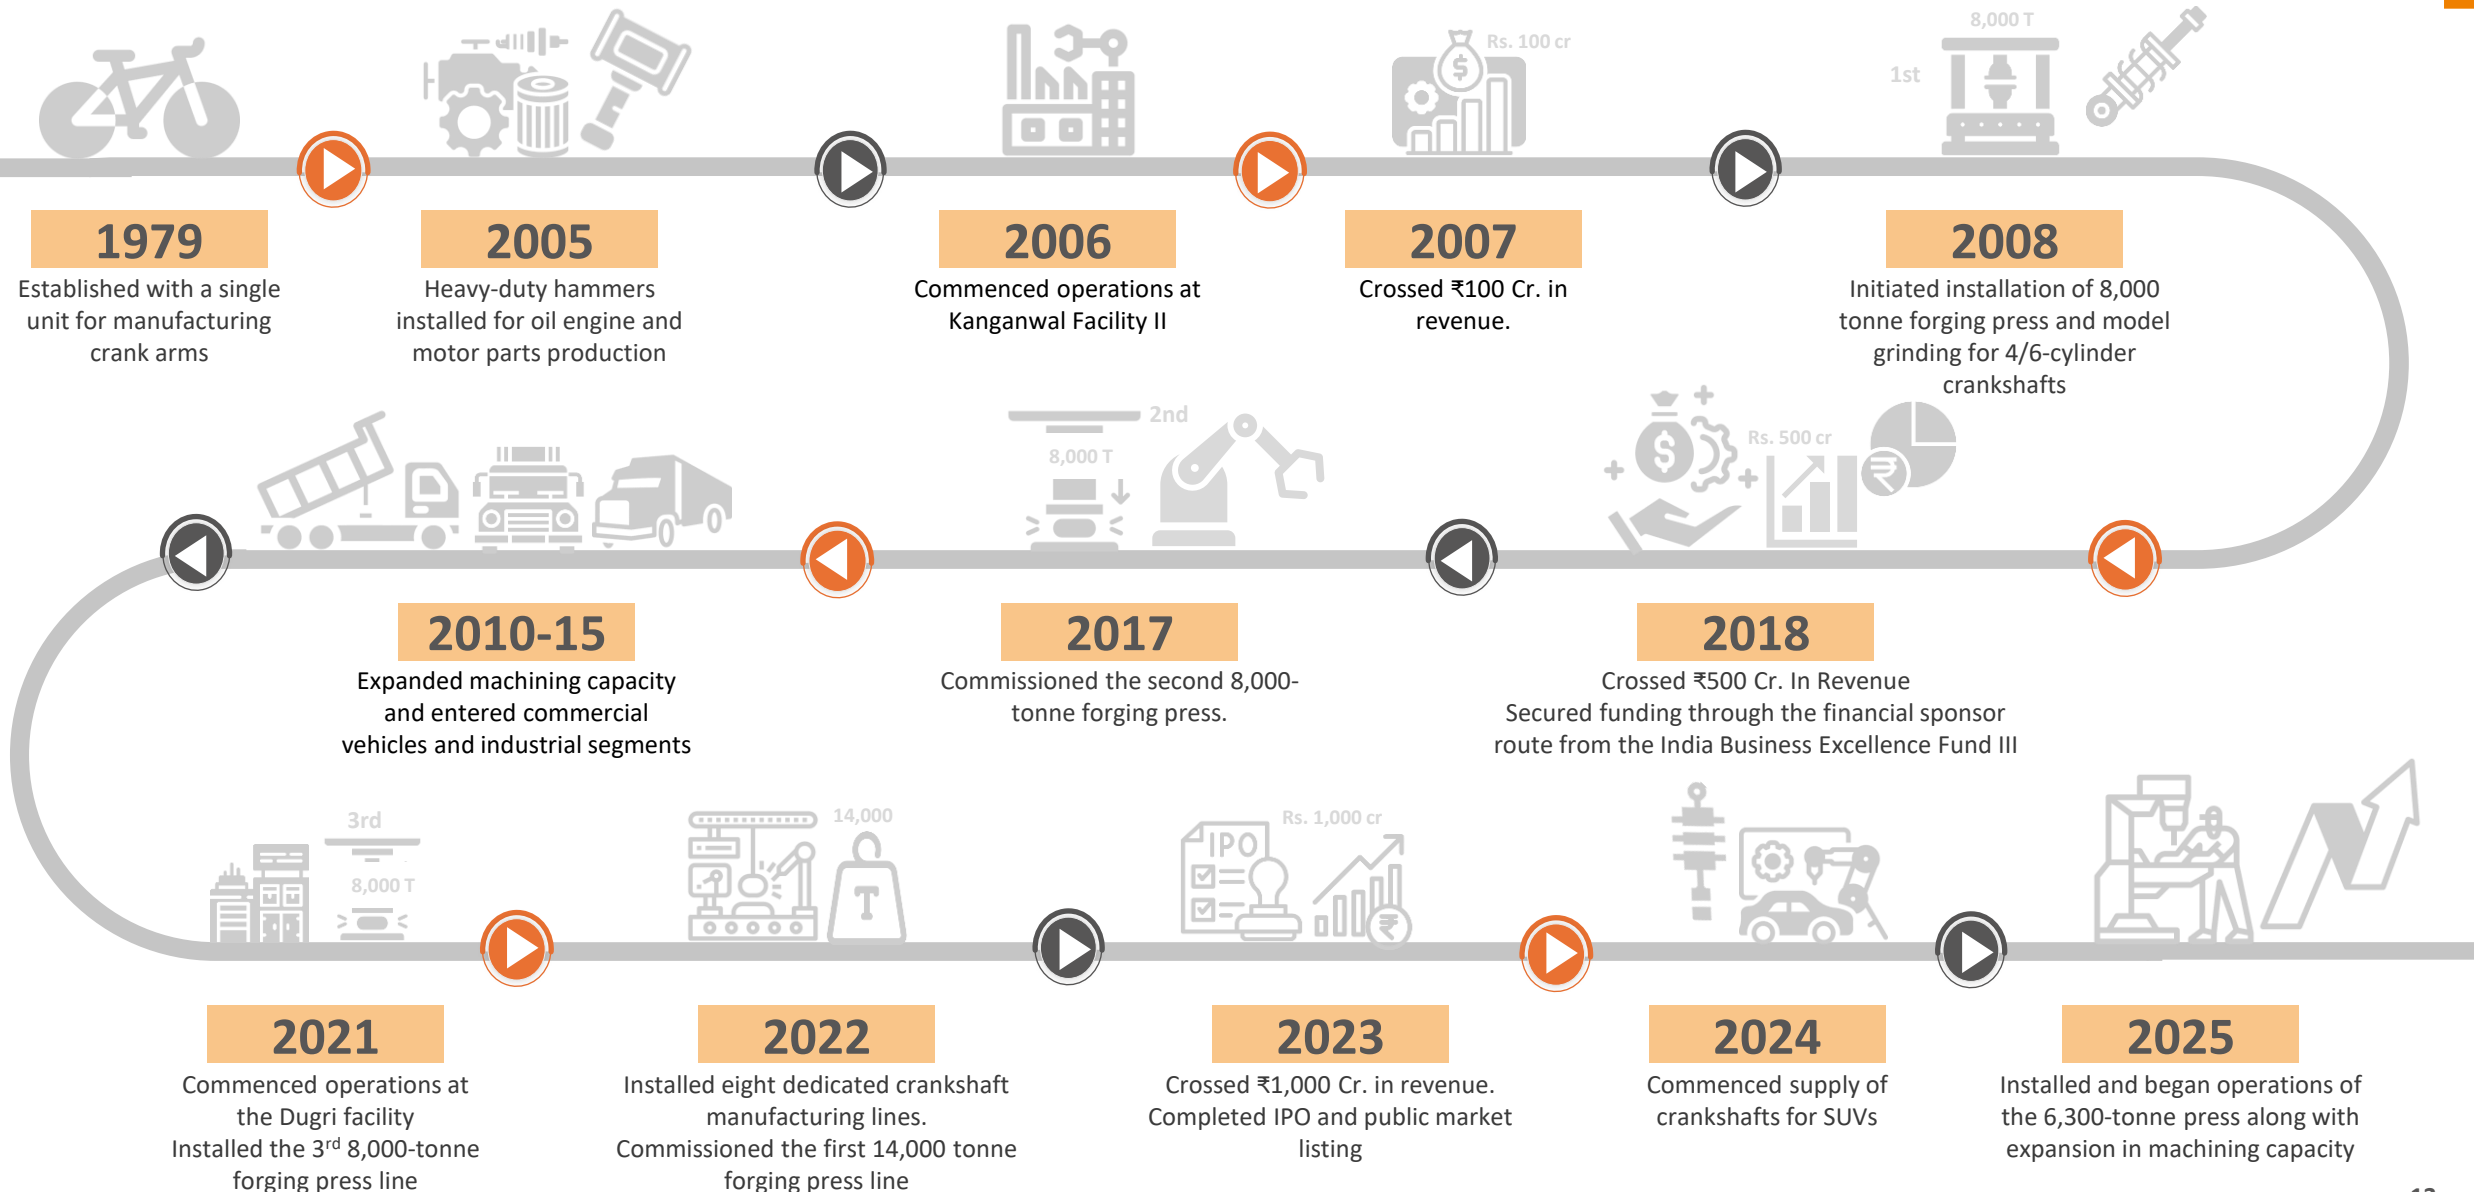 8,000 T
Rs. 100 cr
1st
1979
Established with a single
unit for manufacturing
crank arms
2005
Heavy-duty hammers
installed for oil engine and
motor parts production
2006
Commenced operations at
Kanganwal Facility II
2007
Crossed ₹100 Cr. in
revenue.
2008
Initiated installation of 8,000
tonne forging press and model
grinding for 4/6-cylinder
crankshafts
2nd
8,000 T
Rs. 500 cr
₹
2010-15
Expanded machining capacity
and entered commercial
vehicles and industrial segments
2017
Commissioned the second 8,000-
tonne forging press.
2018
Crossed ₹500 Cr. In Revenue
Secured funding through the financial sponsor
route from the India Business Excellence Fund III
3rd
8,000 T
14,000
T
IPO
Rs. 1,000 cr
₹
2021
Commenced operations at
the Dugri facility
Installed the 3rd 8,000-tonne
forging press line
2022
Installed eight dedicated crankshaft
manufacturing lines.
Commissioned the first 14,000 tonne
forging press line
2023
Crossed ₹1,000 Cr. in revenue.
Completed IPO and public market
listing
2024
Commenced supply of
crankshafts for SUVs
2025
Installed and began operations of
the 6,300-tonne press along with
expansion in machining capacity